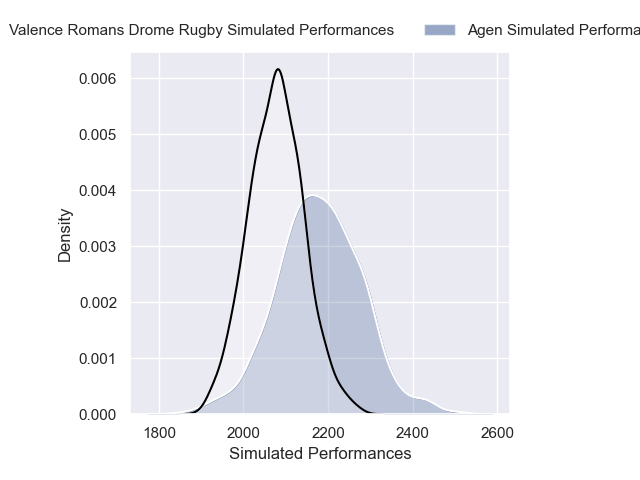 Valence Romans Drome Rugby Simulated Performances
Agen Simulated Performa
0.006
0.005
0.004
0.003
0.002
0.001
0.000
Density
1800 2000 2200 2400 2600
Simulated Performances